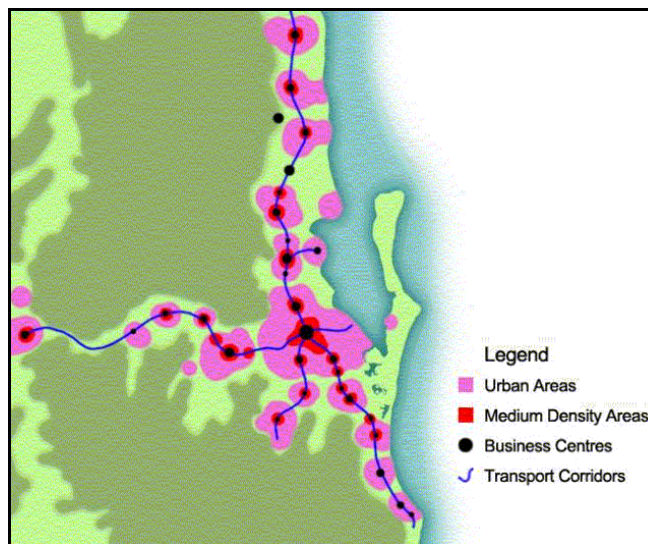 Legend
Urban Areas
Medium Density Areas
Business Centres
Transport Corridors